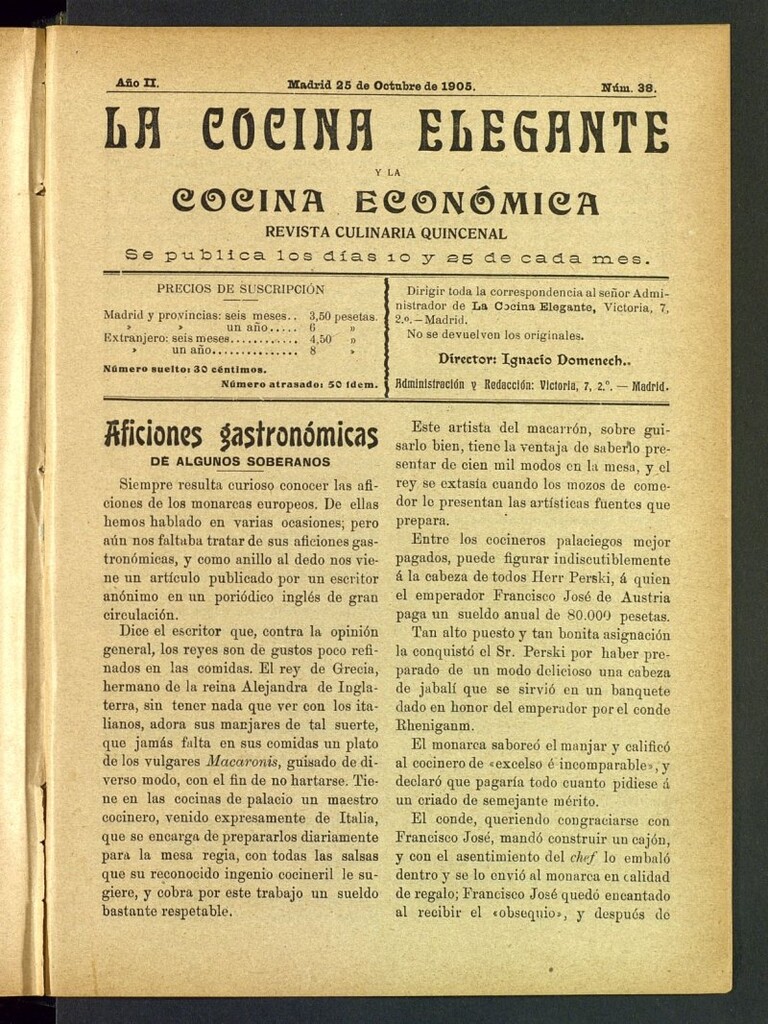 Año II.
Madrid 25 de Octubre de 1905.
Núm. 38.
LA COCINA ELEGANTE
Y LA
COCINA ECONÓMICA
REVISTA CULINARIA QUINCENAL
Se publica los días 10 y 25 de cada mes.
PRECIOS DE SUSCRIPCIÓN
Madrid y provincias: seis meses.. 3,50 pesetas.
» » un año..... 6 »
Extranjero: seis meses............ 4,50 »
» un año............... 8 »
Número suelto: 30 céntimos.
Número atrasado: 50 ídem.
Dirigir toda la correspondencia al señor Admi-
nistrador de La Cocina Elegante, Victoria, 7,
2.º.—Madrid.
No se devuelven los originales.
Director: Ignacio Domenech..
Administración y Redacción: Victoria, 7, 2.º. — Madrid.
Aficiones gastronómicas
DE ALGUNOS SOBERANOS
Siempre resulta curioso conocer las afi-
ciones de los monarcas europeos. De ellas
hemos hablado en varias ocasiones; pero
aún nos faltaba tratar de sus aficiones gas-
tronómicas, y como anillo al dedo nos vie-
ne un artículo publicado por un escritor
anónimo en un periódico inglés de gran
circulación.
Dice el escritor que, contra la opinión
general, los reyes son de gustos poco refi-
nados en las comidas. El rey de Grecia,
hermano de la reina Alejandra de Ingla-
terra, sin tener nada que ver con los ita-
lianos, adora sus manjares de tal suerte,
que jamás falta en sus comidas un plato
de los vulgares Macaronis, guisado de di-
verso modo, con el fin de no hartarse. Tie-
ne en las cocinas de palacio un maestro
cocinero, venido expresamente de Italia,
que se encarga de prepararlos diariamente
para la mesa regia, con todas las salsas
que su reconocido ingenio cocineril le su-
giere, y cobra por este trabajo un sueldo
bastante respetable.
Este artista del macarrón, sobre gui-
sarlo bien, tiene la ventaja de saberlo pre-
sentar de cien mil modos en la mesa, y el
rey se extasía cuando los mozos de come-
dor le presentan las artísticas fuentes que
prepara.
Entre los cocineros palaciegos mejor
pagados, puede figurar indiscutiblemente
á la cabeza de todos Herr Perski, á quien
el emperador Francisco José de Austria
paga un sueldo anual de 80.000 pesetas.
Tan alto puesto y tan bonita asignación
la conquistó el Sr. Perski por haber pre-
parado de un modo delicioso una cabeza
de jabalí que se sirvió en un banquete
dado en honor del emperador por el conde
Rheniganm.
El monarca saboreó el manjar y calificó
al cocinero de «excelso é incomparable», y
declaró que pagaría todo cuanto pidiese á
un criado de semejante mérito.
El conde, queriendo congraciarse con
Francisco José, mandó construir un cajón,
y con el asentimiento del chef lo embaló
dentro y se lo envió al monarca en calidad
de regalo; Francisco José quedó encantado
al recibir el «obsequio», y después de